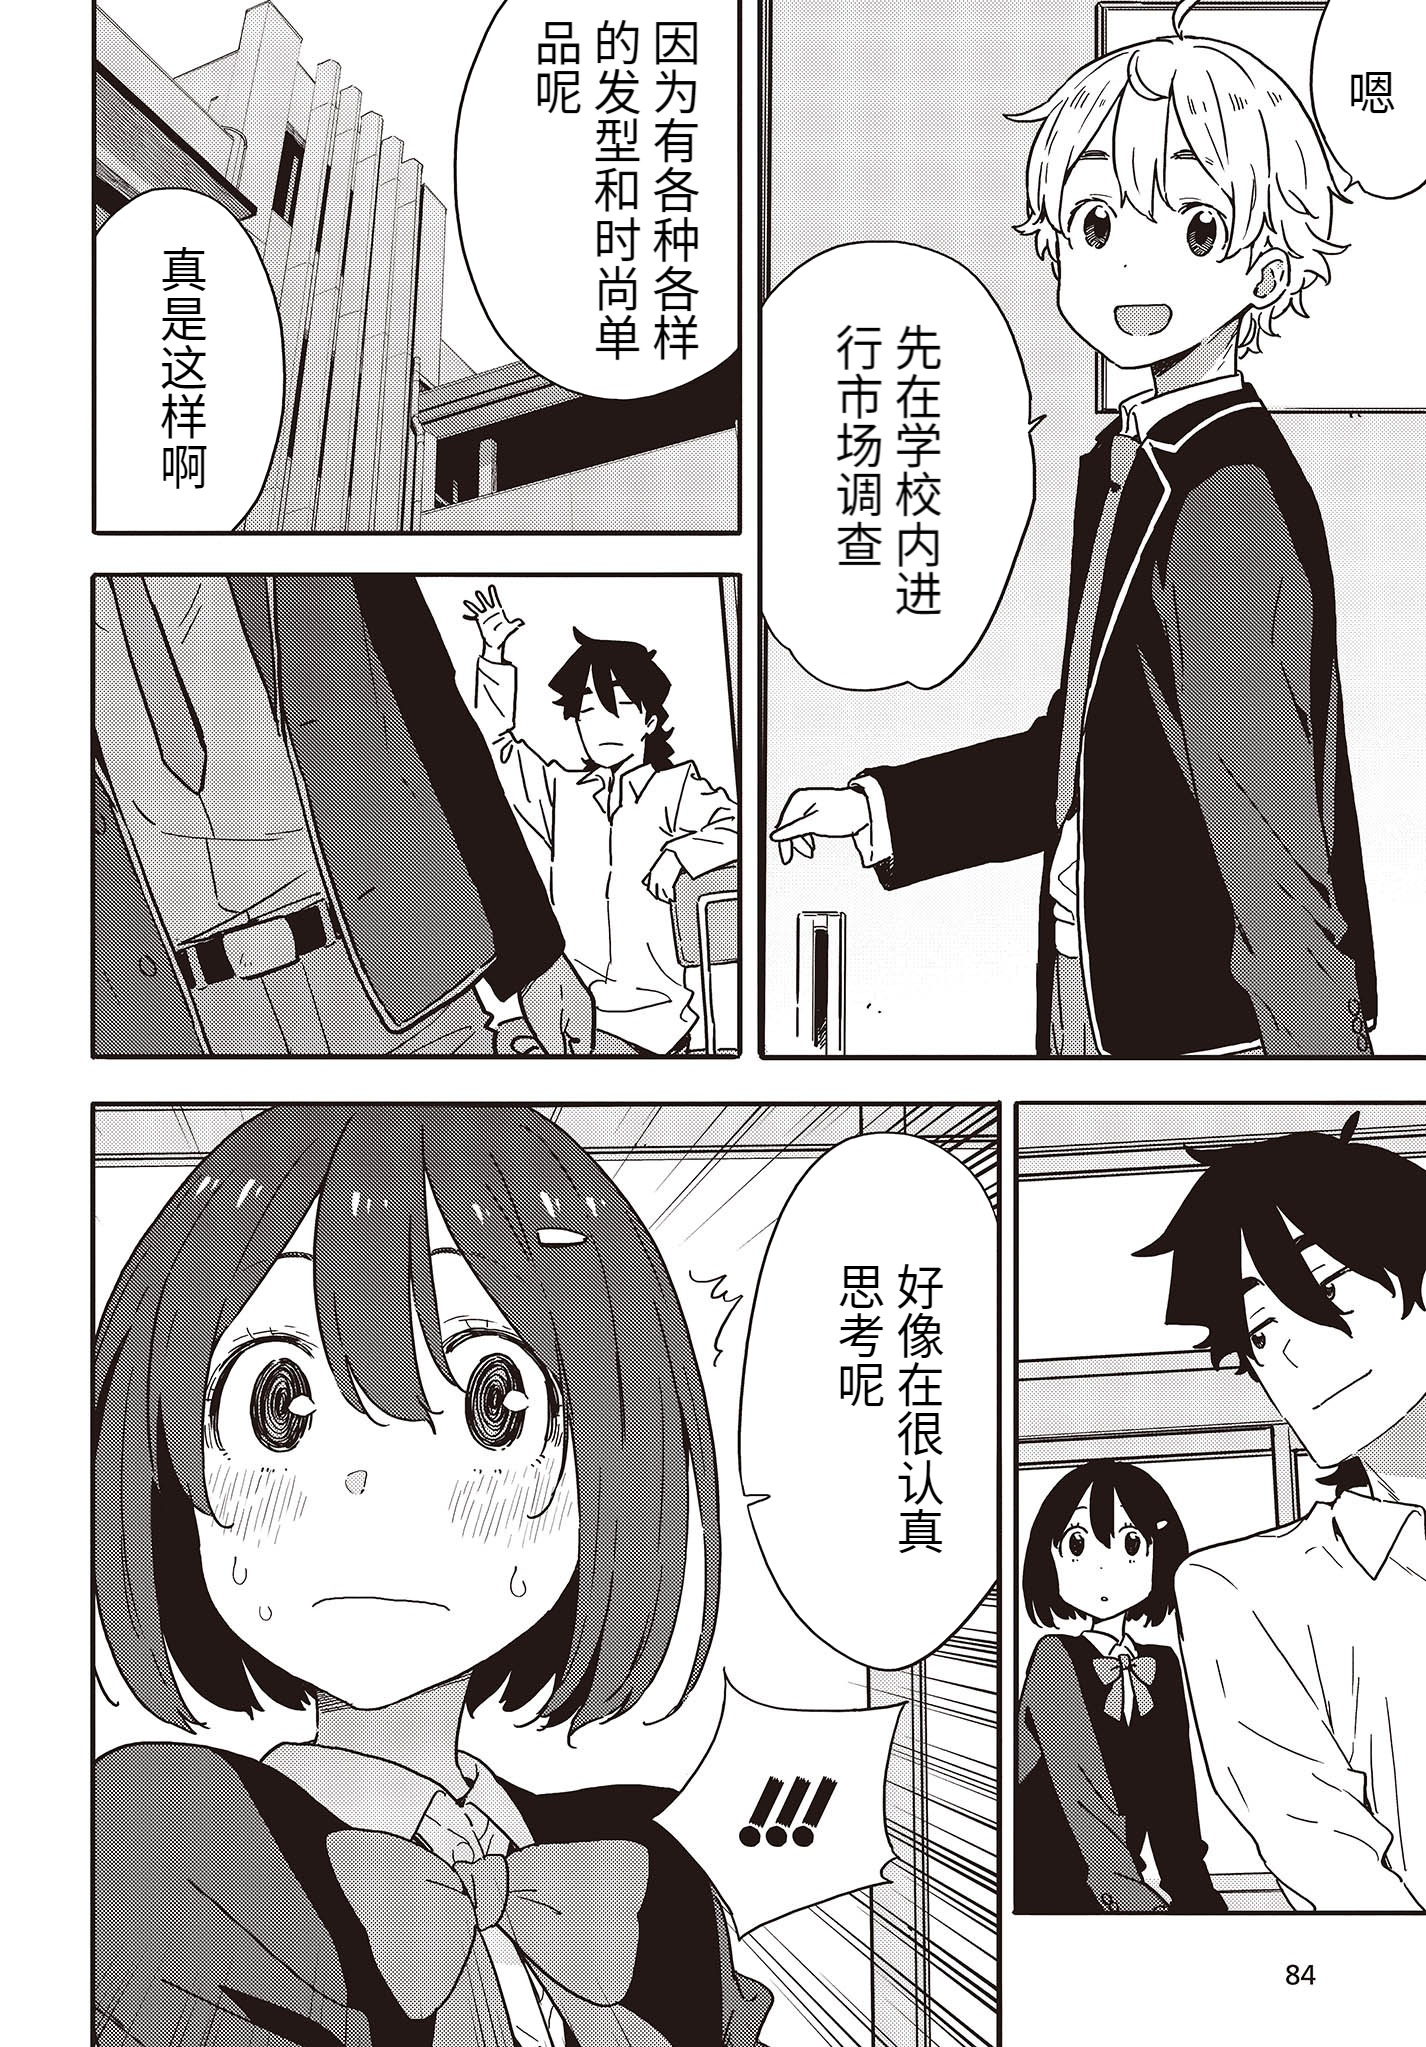 嗯
先在学校内进
行市场调查
因为有各种各样
的发型和时尚单
品呢
真是这样啊
好像在很认真
思考呢
!!!
84